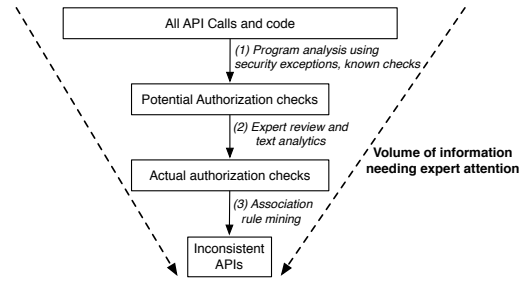 All API Calls and code
(1) Program analysis using
security exceptions, known checks
Potential Authorization checks
(2) Expert review and
text analytics
Volume of information
needing expert attention
Actual authorization checks
(3) Association
rule mining
Inconsistent
APIs